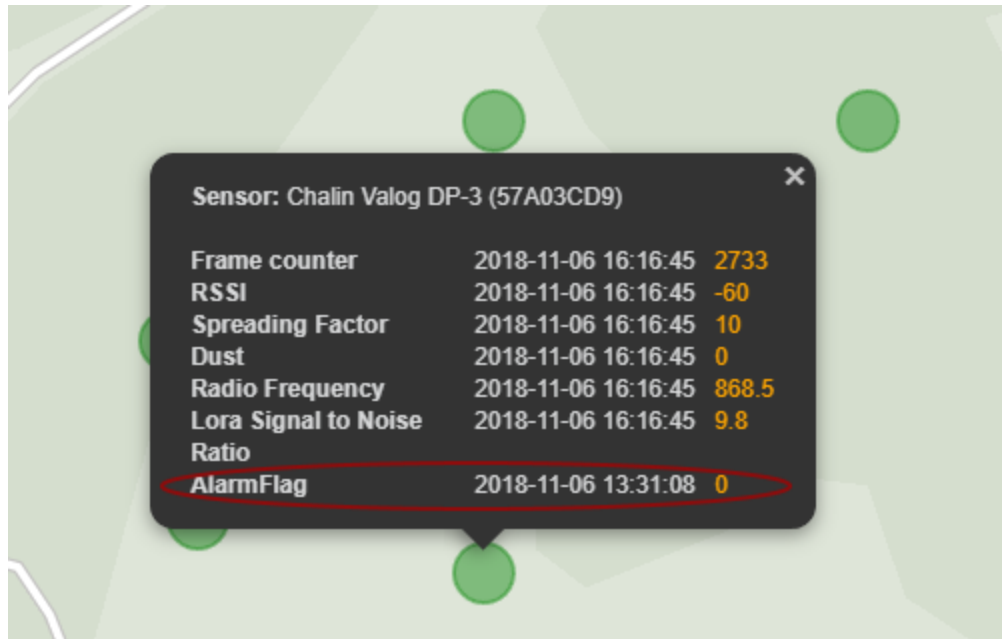 ×
Sensor: Chalin Valog DP-3 (57A03CD9)
Frame counter 2018-11-06 16:16:45 2733
RSSI 2018-11-06 16:16:45 -60
Spreading Factor 2018-11-06 16:16:45 10
Dust 2018-11-06 16:16:45 0
Radio Frequency 2018-11-06 16:16:45 868.5
Lora Signal to Noise 2018-11-06 16:16:45 9.8
Ratio
AlarmFlag 2018-11-06 13:31:08 0